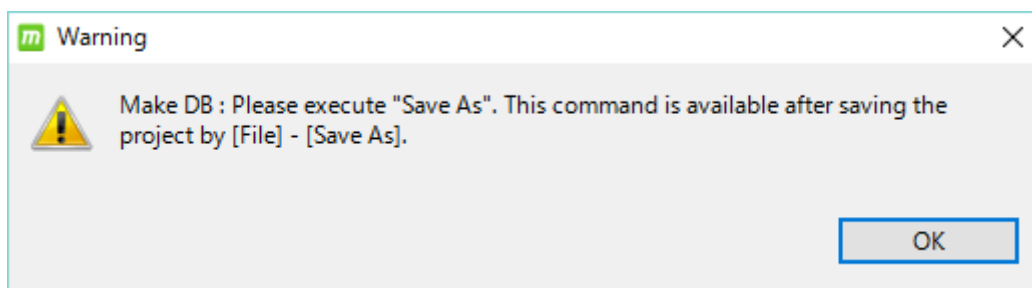 m Warning
Make DB : Please execute "Save As". This command is available after saving the
project by [File] - [Save As].
OK